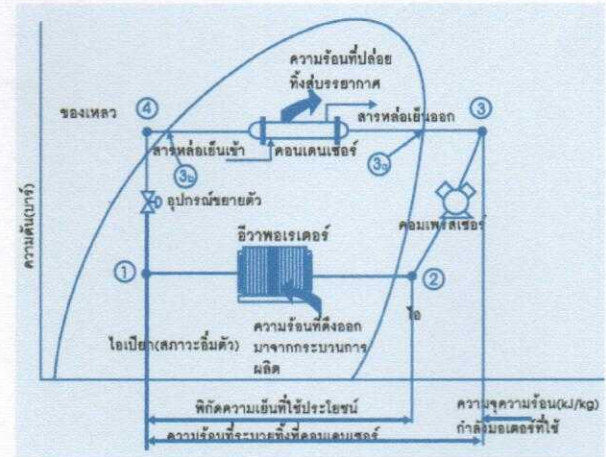 ความร้อนที่ปล่อย
ทิ้งสู่บรรยากาศ
ของเหลว
4
สารหล่อเย็นออก
3
สารหล่อเย็นเข้า
คอนเดนเซอร์
3b
3a
อุปกรณ์ขยายตัว
คอมเพรสเซอร์
ความดัน(บาร์)
อีวาพอเรเตอร์
1
2
ไอ
ความร้อนที่ดึงออก
มาจากกระบวนการ
ผลิต
ไอเปียก(สภาวะอิ่มตัว)
พิกัดความเย็นที่ใช้ประโยชน์
ความจุความร้อน(kJ/kg)
กำลังมอเตอร์ที่ใช้
ความร้อนที่ระบายทิ้งที่คอนเดนเซอร์